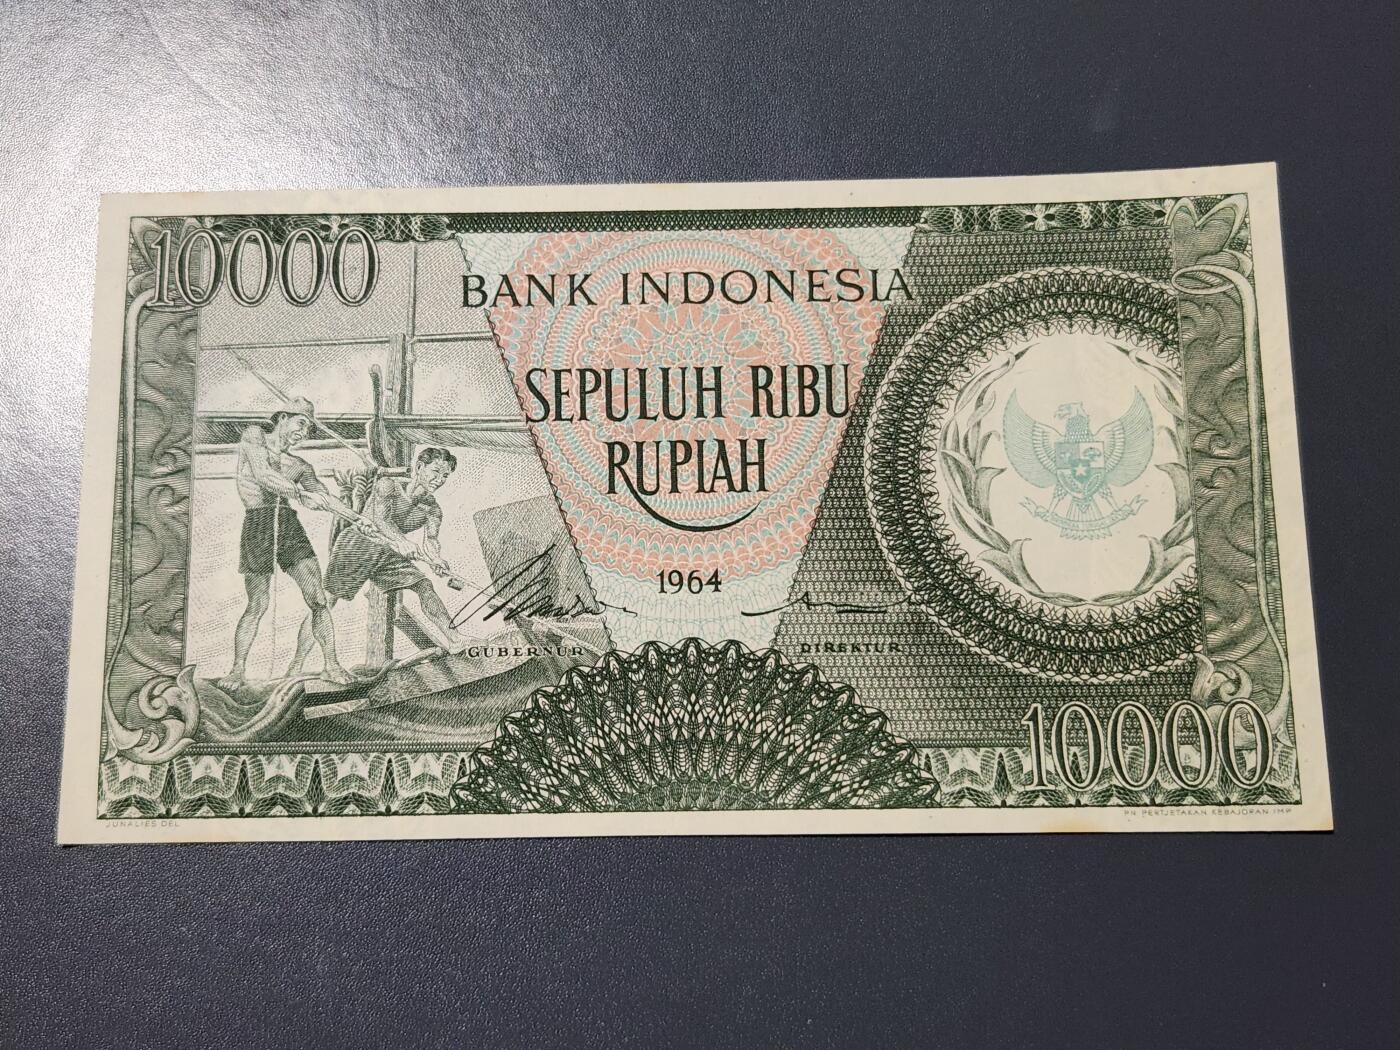 10000
BANK INDONESIA
SEPULUH RIBU
RUPIAH
1964
GUBERNUR
DIREKTUR
10000
JUNALIES DEL
PN PERTJETAKAN KEBAJORAN IMP